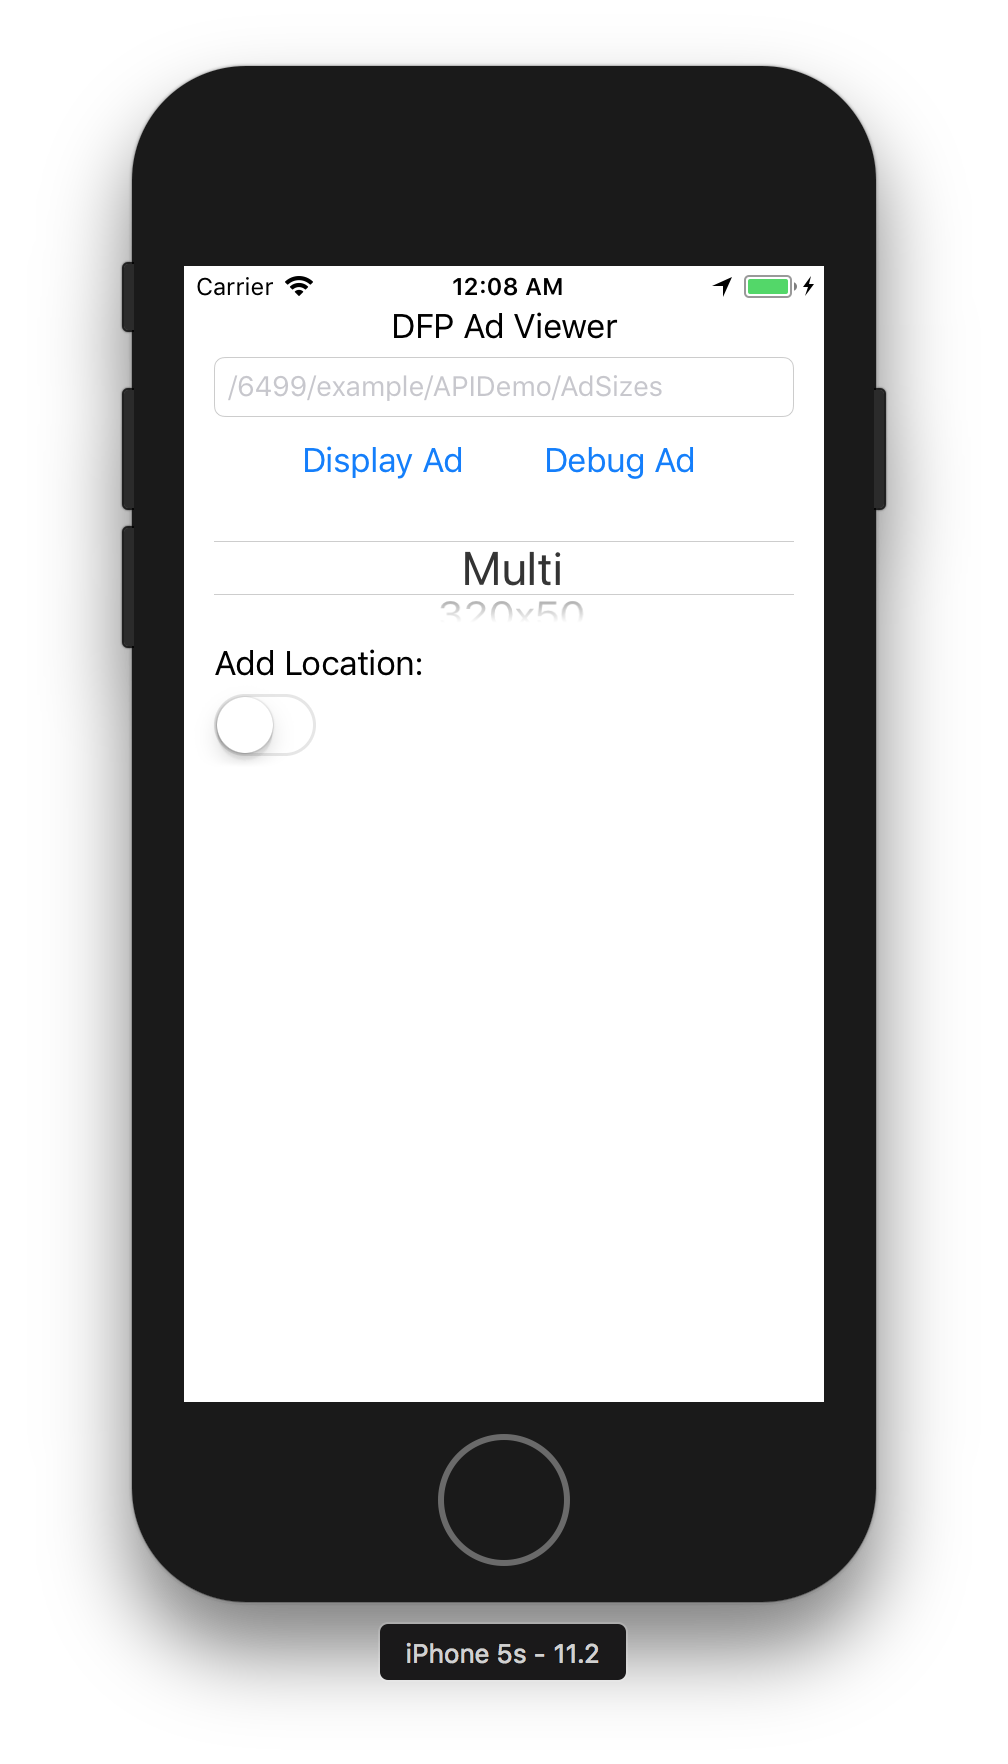 Carrier 12:08 AM
DFP Ad Viewer
/6499/example/APIDemo/AdSizes
Display Ad Debug Ad
Multi
320x50
Add Location:
iPhone 5s - 11.2